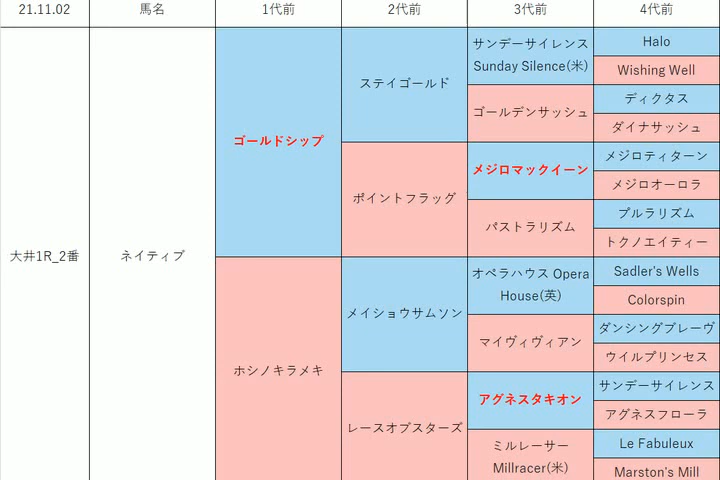 21.11.02 馬名 1代前 2代前 3代前 4代前
大井1R_2番
ネイティブ
ゴールドシップ
ホシノキラメキ
ステイゴールド
ポイントフラッグ
メイショウサムソン
レースオブスターズ
サンデーサイレンス
Sunday Silence(米)
ゴールデンサッシュ
メジロマックイーン
パストラリズム
オペラハウス Opera
House(英)
マイヴィヴィアン
アグネスタキオン
ミルレーサー
Millracer(米)
Halo
Wishing Well
ディクタス
ダイナサッシュ
メジロティターン
メジロオーロラ
プルラリズム
トクノエイティー
Sadler's Wells
Colorspin
ダンシングブレーヴ
ウイルプリンセス
サンデーサイレンス
アグネスフローラ
Le Fabuleux
Marston's Mill